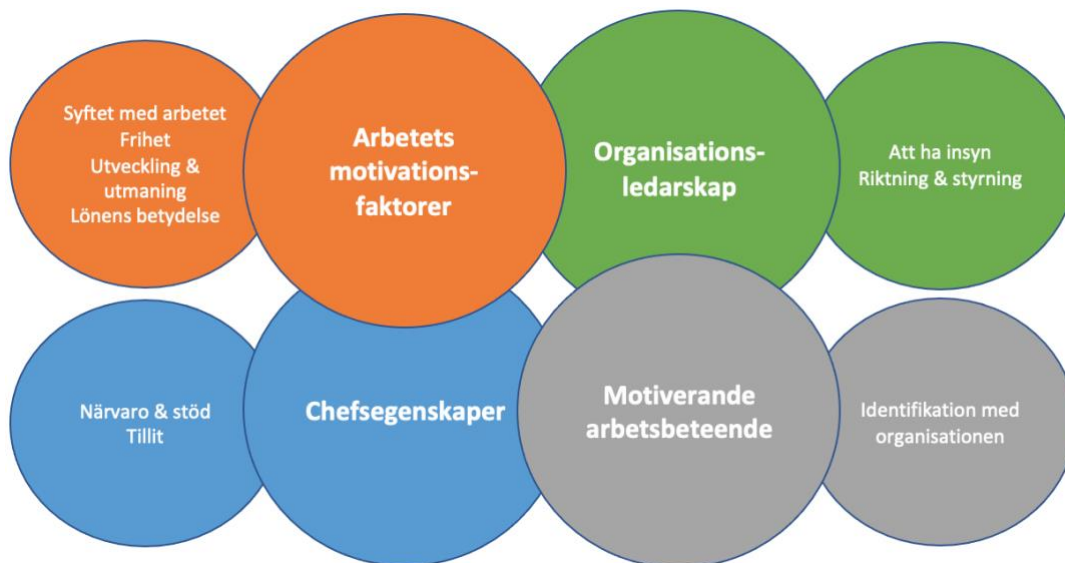 Syftet med arbetet
Frihet
Utveckling &
utmaning
Lönens betydelse
Arbetets
motivations-
faktorer
Organisations-
ledarskap
Att ha insyn
Riktning & styrning
Närvaro & stöd
Tillit
Chefsegenskaper
Motiverande
arbetsbeteende
Identifikation med
organisationen